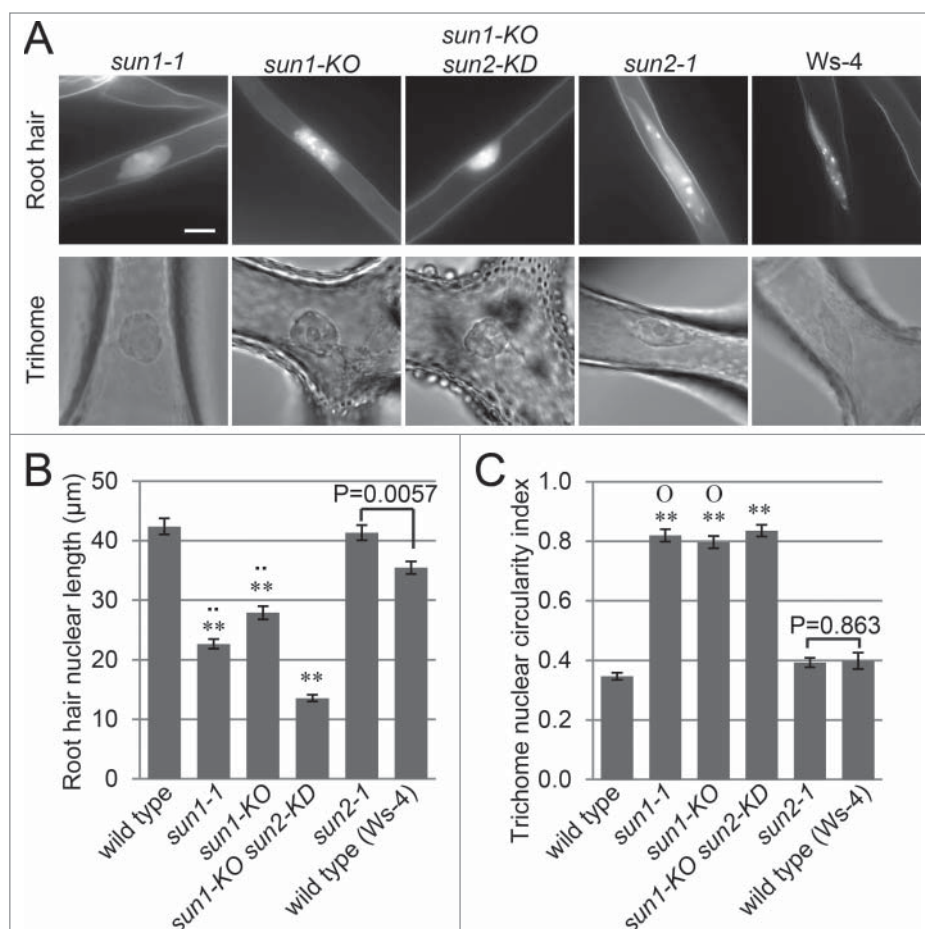 A
sun1-1
sun1-KO
sun1-KO
sun2-KD
sun2-1
Ws-4
Root hair
Trihome
B
Root hair nuclear length (µm)
50
40
30
20
10
0
**
**
**
P=0.0057
wild type
sun1-1
sun1-KO
sun1-KO sun2-KD
sun2-1
wild type (Ws-4)
C
Trichome nuclear circularity index
1.0
0.8
0.6
0.4
0.2
0.0
O
**
O
**
**
P=0.863
wild type
sun1-1
sun1-KO
sun1-KO sun2-KD
sun2-1
wild type (Ws-4)